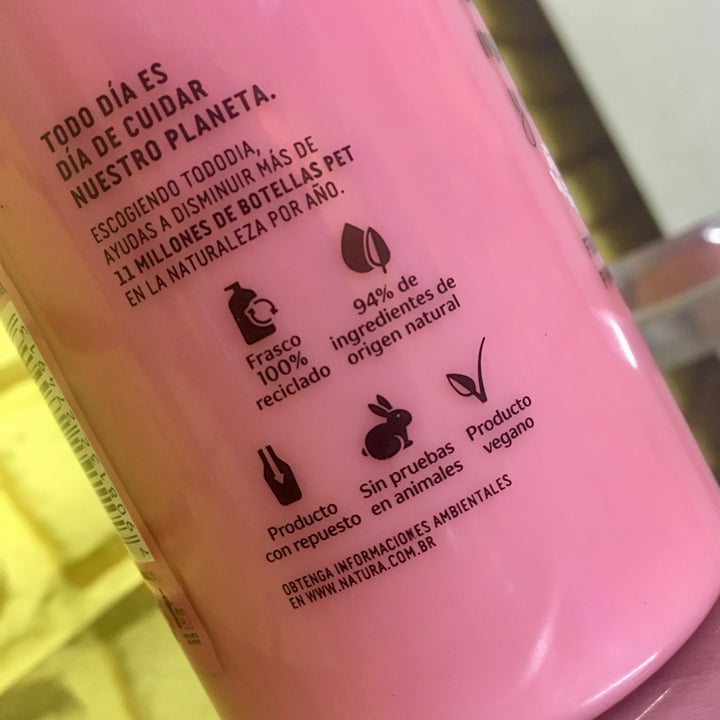 TODO DÍA ES
DÍA DE CUIDAR
NUESTRO PLANETA.
ESCOGIENDO TODODIA,
AYUDAS A DISMINUIR MÁS DE
11 MILLONES DE BOTELLAS PET
EN LA NATURALEZA POR AÑO.
Frasco
100%
reciclado
94% de
ingredientes de
origen natural
Producto
con repuesto
Sin pruebas
en animales
Producto
vegano
OBTENGA INFORMACIONES AMBIENTALES
EN WWW.NATURA.COM.BR